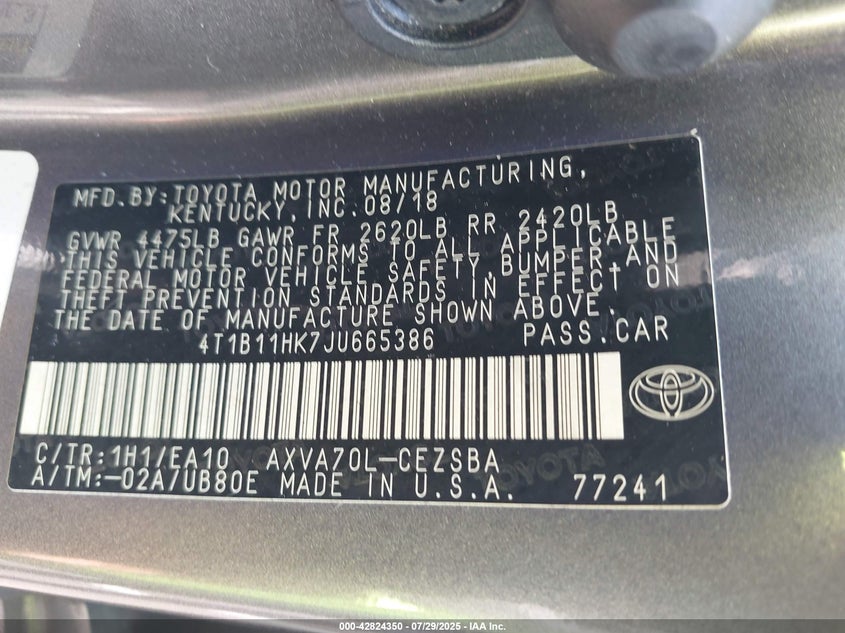 MFD.BY:TOYOTA MOTOR MANUFACTURING,
KENTUCKY,INC.08/18
GVWR 4475LB GAWR FR 2620LB RR 2420LB
THIS VEHICLE CONFORMS TO ALL APPLICABLE
FEDERAL MOTOR VEHICLE SAFETY,BUMPER AND
THEFT PREVENTION STANDARDS IN EFFECT ON
THE DATE OF MANUFACTURE SHOWN ABOVE.
4T1B11HK7JU665386 PASS.CAR
C/TR:1H1/EA10 AXVA70L-CEZSBA
A/TM:-02A/UB80E MADE IN U.S.A. 77241
000-42824350 | 07/29/2025 - IAA Inc.